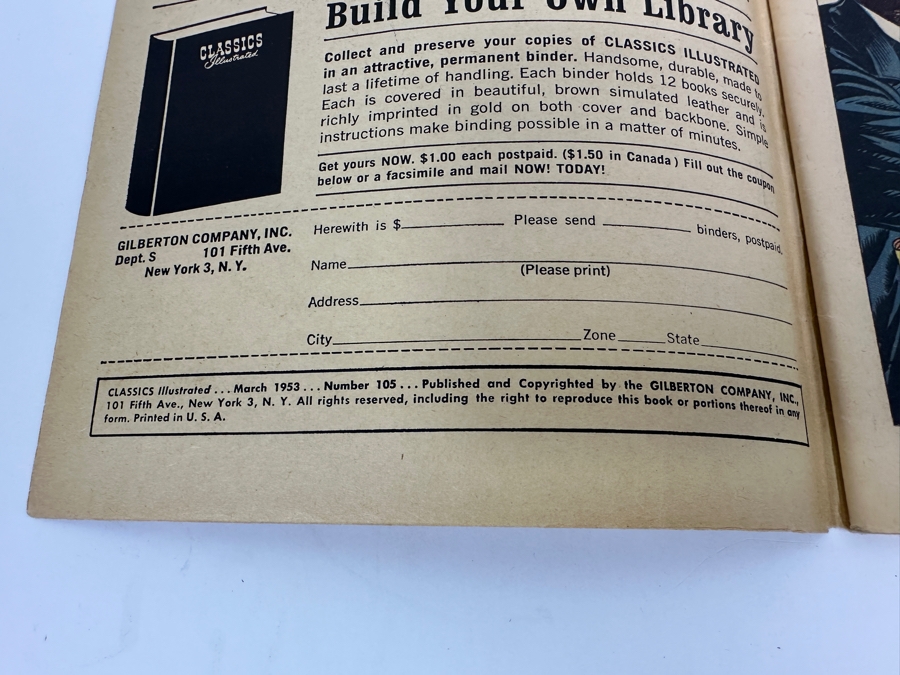 Build Your Own Library
CLASSICS
Illustrated
Collect and preserve your copies of CLASSICS ILLUSTRATED
in an attractive, permanent binder. Handsome, durable, made to
last a lifetime of handling. Each binder holds 12 books securely.
Each is covered in beautiful, brown simulated leather and is
richly imprinted in gold on both cover and backbone. Simple
instructions make binding possible in a matter of minutes.
Get yours NOW. $1.00 each postpaid. ($1.50 in Canada) Fill out the coupon
below or a facsimile and mail NOW! TODAY!
GILBERTON COMPANY, INC.
Dept. S 101 Fifth Ave.
New York 3, N. Y.
Herewith is $ Please send binders, postpaid.
Name
(Please print)
Address
City Zone State
CLASSICS Illustrated . . . March 1953 . . . Number 105 . . . Published and Copyrighted by the GILBERTON COMPANY, INC.,
101 Fifth Ave., New York 3, N. Y. All rights reserved, including the right to reproduce this book or portions thereof in any
form. Printed in U. S. A.